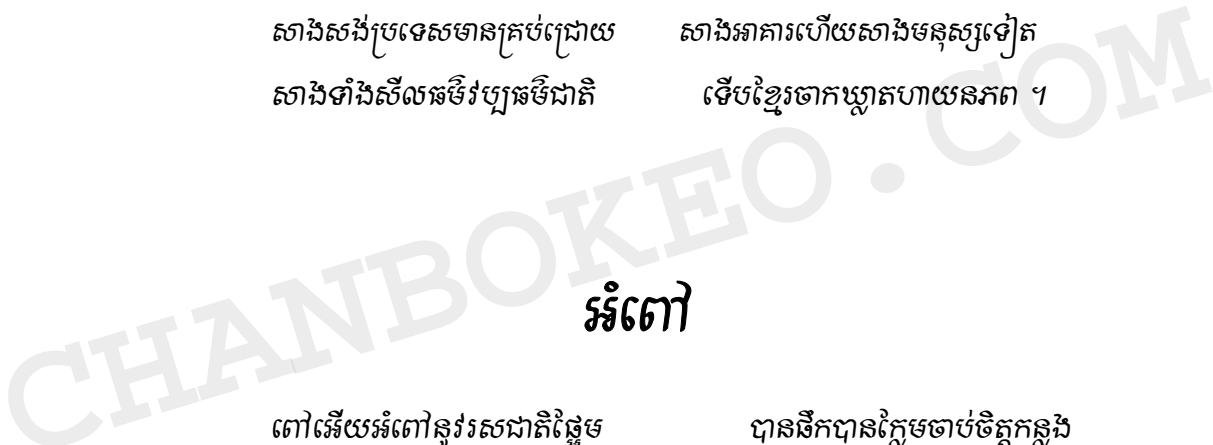 សាងសង់ប្រទេសមានគ្រប់ជ្រោយ សាងអាគារហើយសាងមនុស្សទៀត
សាងទាំងសីលធម៌វប្បធម៌ជាតិ ទើបខ្មែរចាកឃ្លាតហាយនភព ។
CHANBOKEO.COM
អំពៅ
ពៅអើយអំពៅនូវរសជាតិផ្អែម បានផឹកបានក្លែមចាប់ចិត្តកន្លង